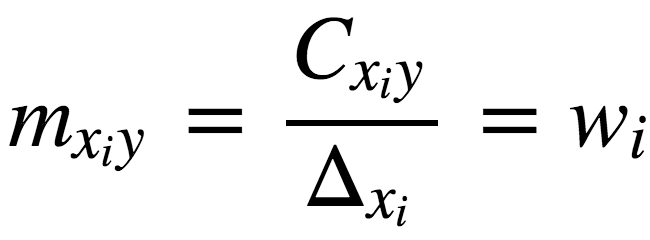 $m_{x_i y} = \frac{C_{x_i y}}{\Delta_{x_i}} = w_i$